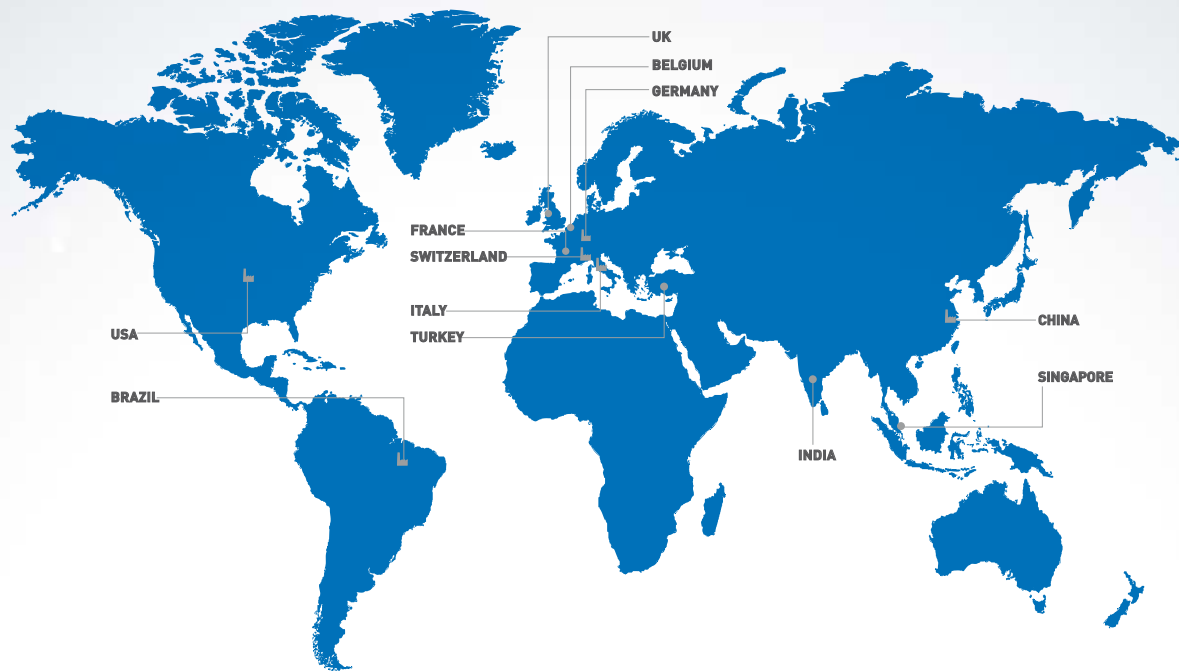 UK
BELGIUM
GERMANY
FRANCE
SWITZERLAND
ITALY
TURKEY
USA
BRAZIL
CHINA
SINGAPORE
INDIA